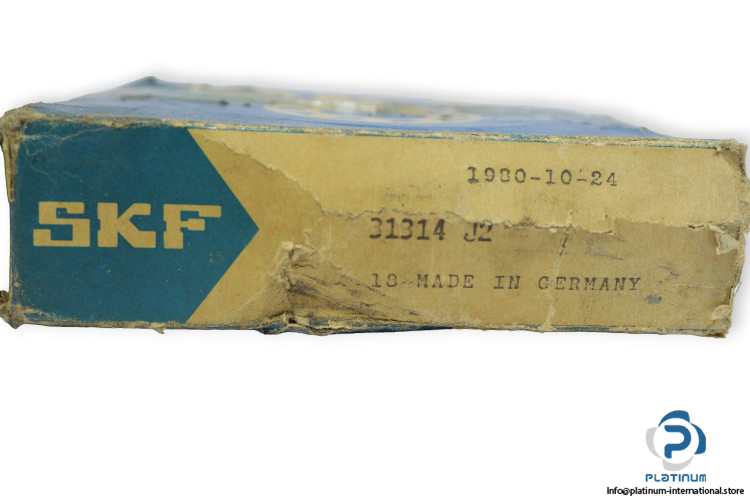 SKF
1980-10-24
31314 J2
18-MADE IN GERMANY
PLATINUM
Info@platinum-international.store